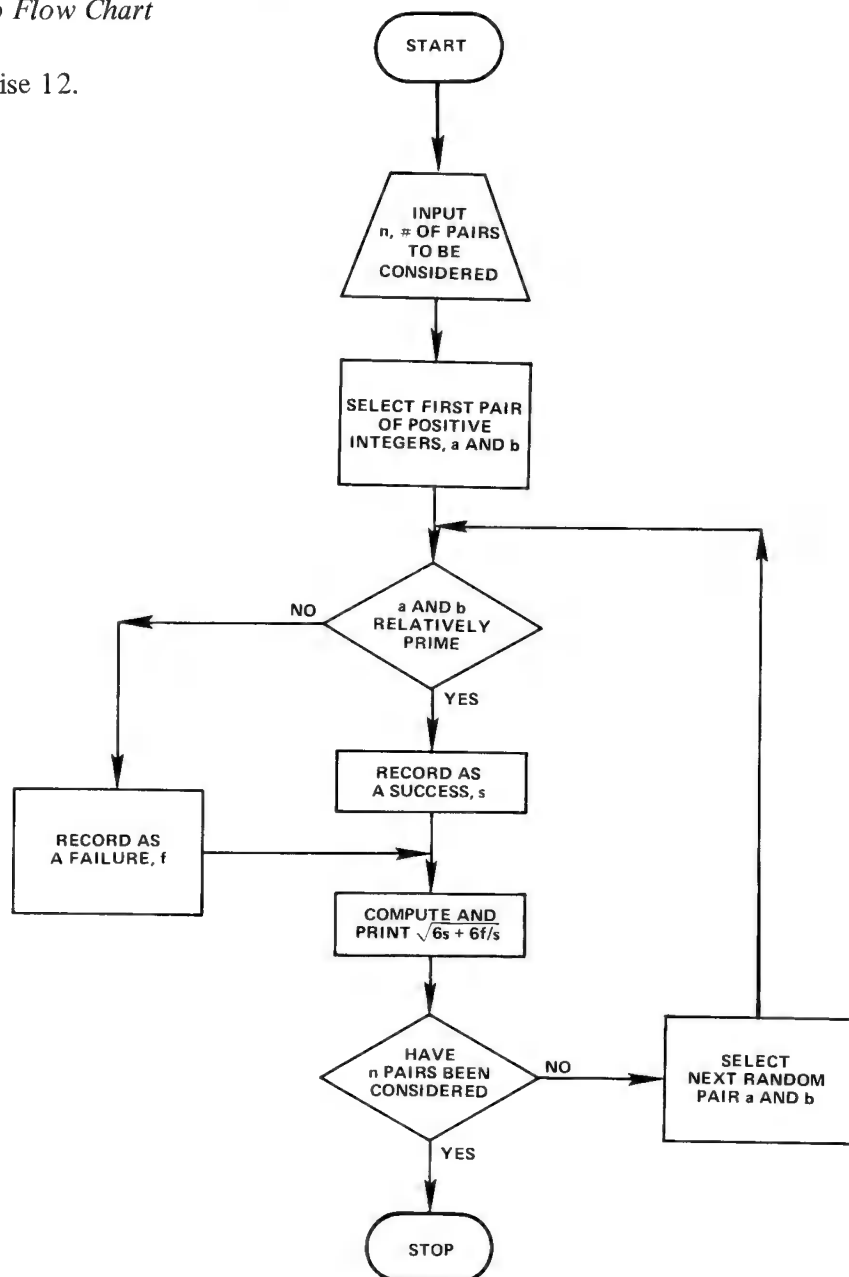 Flow Chart
ise 12.
START
INPUT
n, # OF PAIRS
TO BE
CONSIDERED
SELECT FIRST PAIR
OF POSITIVE
INTEGERS, a AND b
a AND b
RELATIVELY
PRIME
NO
YES
RECORD AS
A SUCCESS, s
RECORD AS
A FAILURE, f
COMPUTE AND
PRINT √6s + 6f/s
HAVE
n PAIRS BEEN
CONSIDERED
NO
SELECT
NEXT RANDOM
PAIR a AND b
YES
STOP